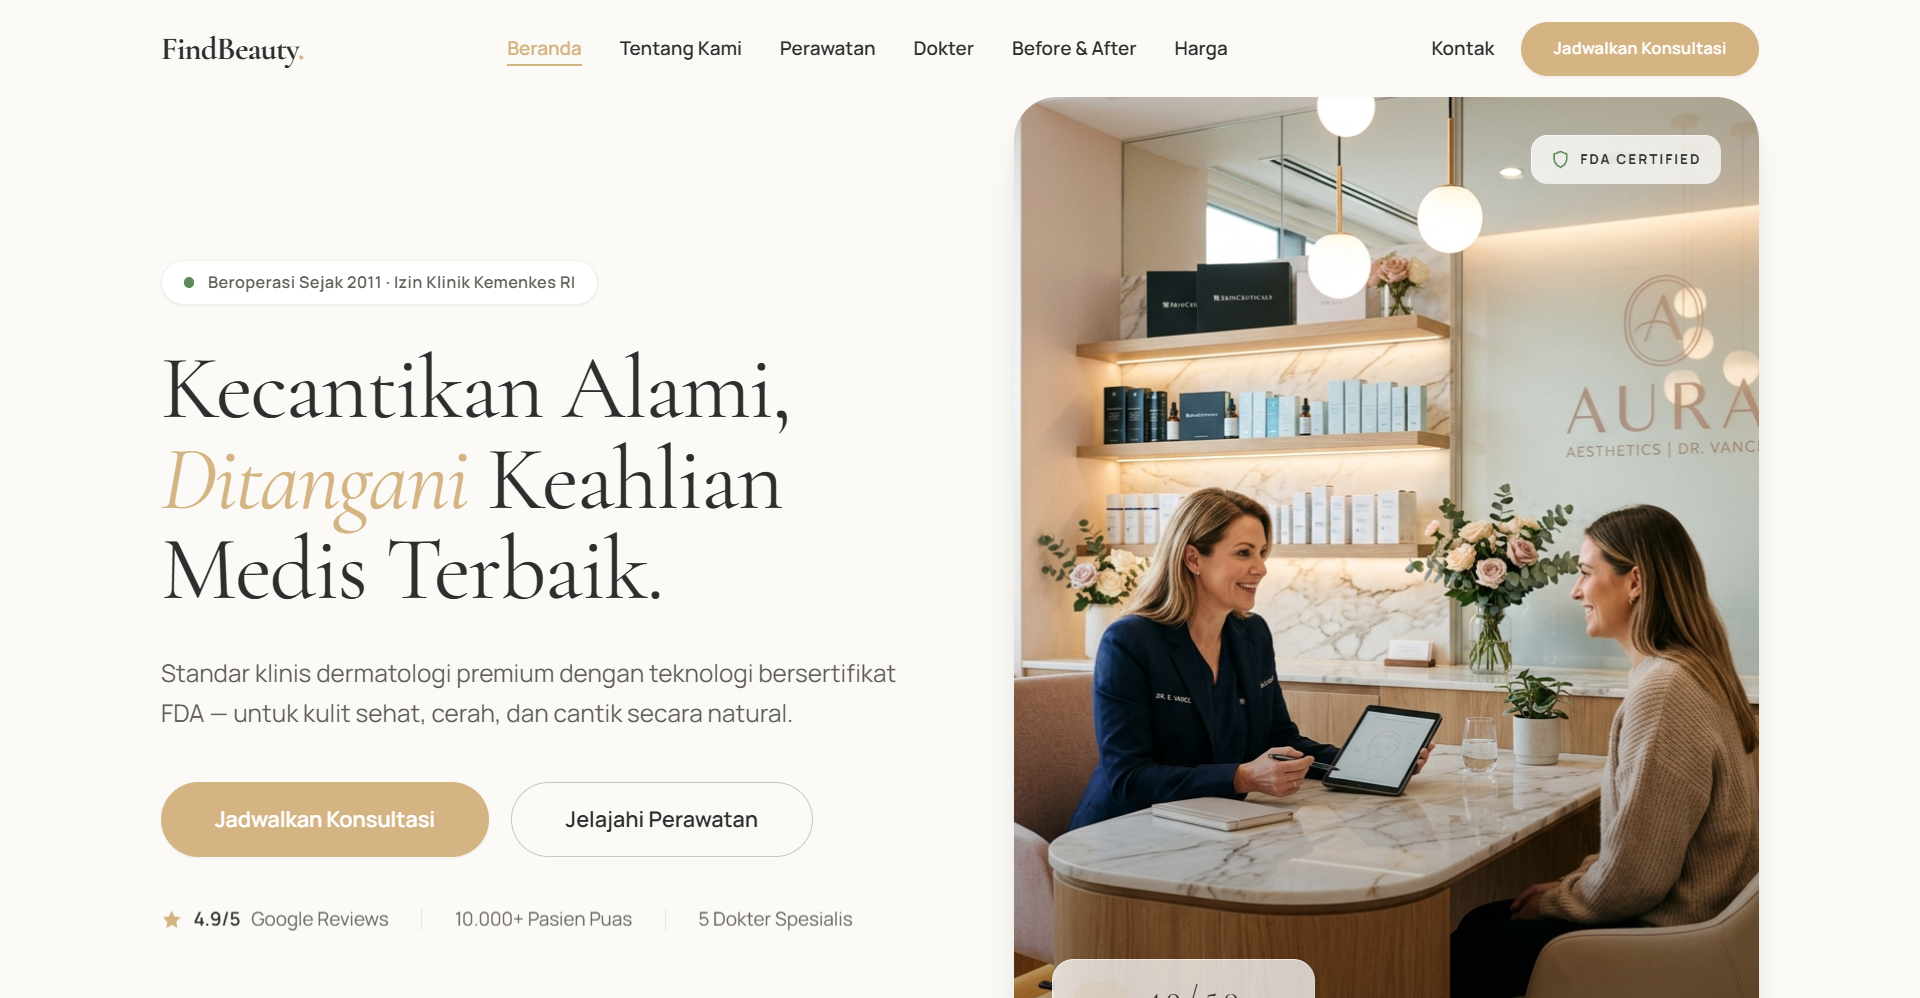 FindBeauty.
Beranda
Tentang Kami
Perawatan
Dokter
Before & After
Harga
Kontak
Jadwalkan Konsultasi
FDA CERTIFIED
Beroperasi Sejak 2011 · Izin Klinik Kemenkes RI
Kecantikan Alami,
Ditangani Keahlian
Medis Terbaik.
Standar klinis dermatologi premium dengan teknologi bersertifikat
FDA — untuk kulit sehat, cerah, dan cantik secara natural.
Jadwalkan Konsultasi
Jelajahi Perawatan
4.9/5 Google Reviews
10.000+ Pasien Puas
5 Dokter Spesialis
SKINCEUTICALS
A
AURA
AESTHETICS | DR. VANC